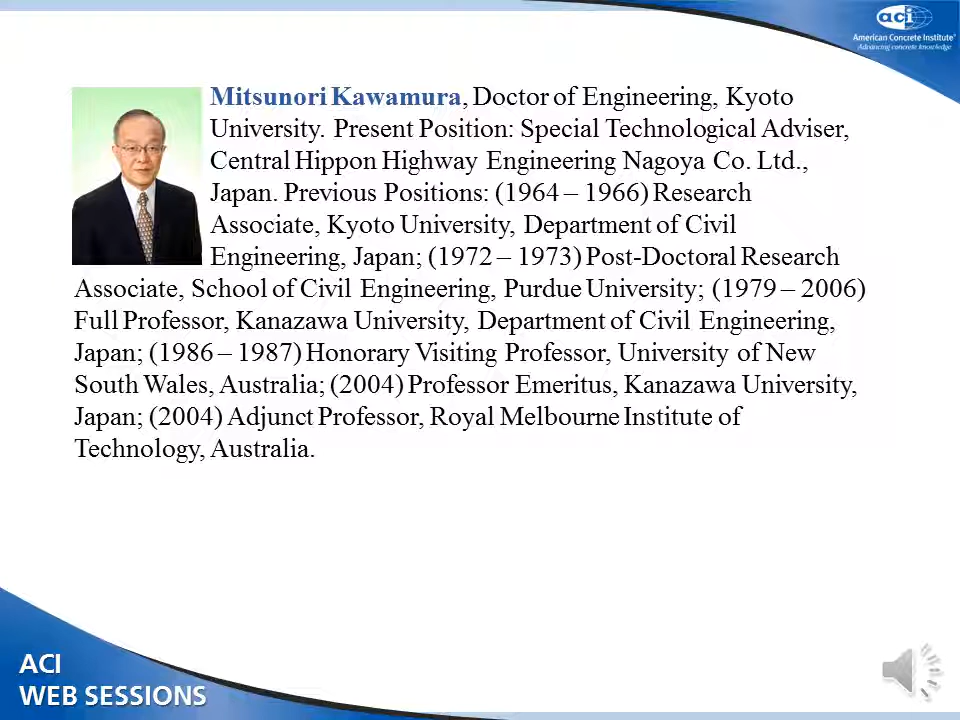 aci
American Concrete Institute®
Advancing concrete knowledge
Mitsunori Kawamura, Doctor of Engineering, Kyoto
University. Present Position: Special Technological Adviser,
Central Hippon Highway Engineering Nagoya Co. Ltd.,
Japan. Previous Positions: (1964 – 1966) Research
Associate, Kyoto University, Department of Civil
Engineering, Japan; (1972 – 1973) Post-Doctoral Research
Associate, School of Civil Engineering, Purdue University; (1979 – 2006)
Full Professor, Kanazawa University, Department of Civil Engineering,
Japan; (1986 – 1987) Honorary Visiting Professor, University of New
South Wales, Australia; (2004) Professor Emeritus, Kanazawa University,
Japan; (2004) Adjunct Professor, Royal Melbourne Institute of
Technology, Australia.
ACI
WEB SESSIONS